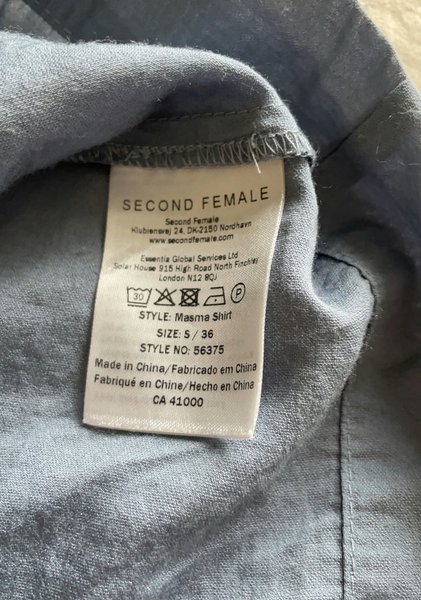 SECOND FEMALE
Second Female
Klubiensvej 24, DK-2150 Nordhavn
www.secondfemale.com
Essentia Global Services Ltd
Solar House 915 High Road North Finchley
London N12 8QJ
30 P
STYLE: Masma Shirt
SIZE: S / 36
STYLE NO: 56375
Made in China/Fabricado em China
Fabriqué en Chine/Hecho en China
CA 41000